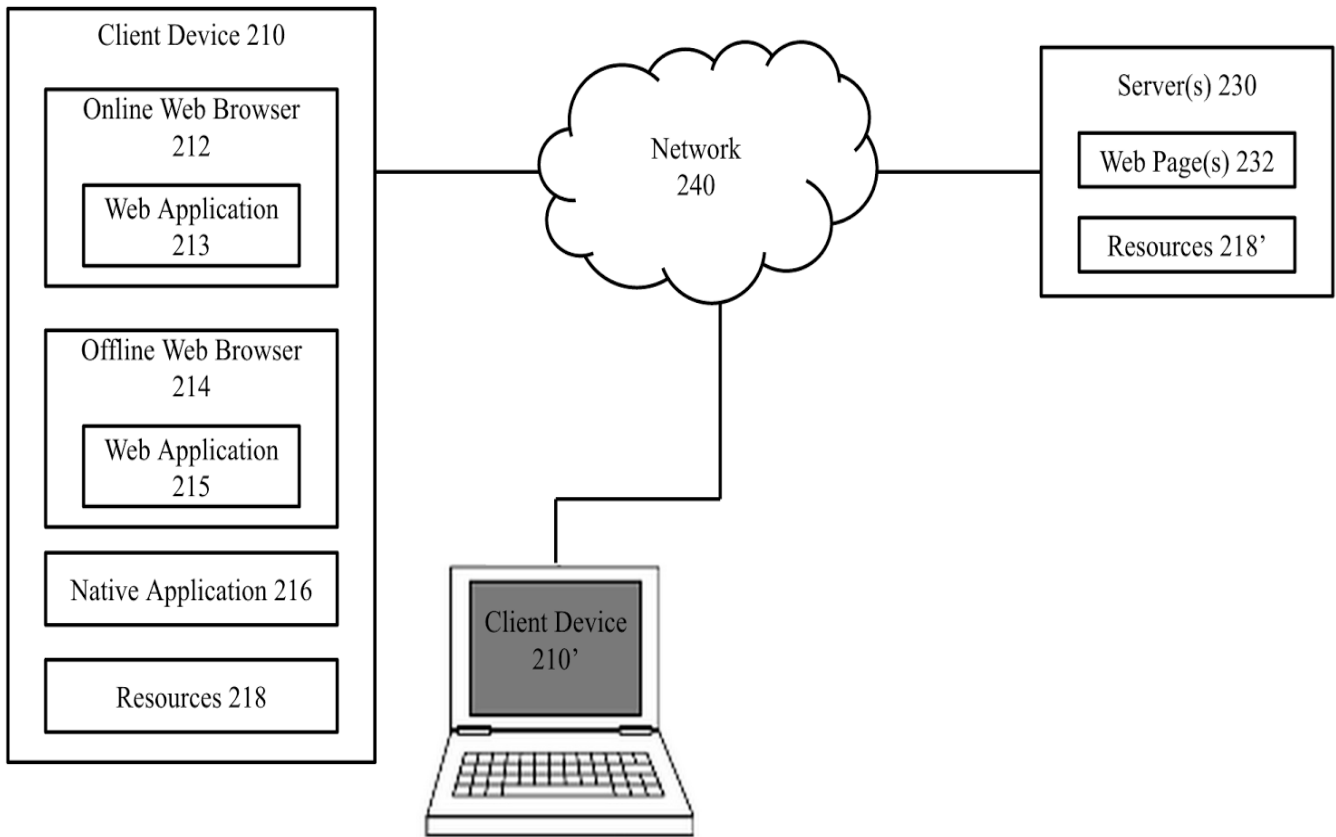 Client Device 210
Online Web Browser
212
Web Application
213
Offline Web Browser
214
Web Application
215
Native Application 216
Resources 218
Network
240
Server(s) 230
Web Page(s) 232
Resources 218’
Client Device
210’